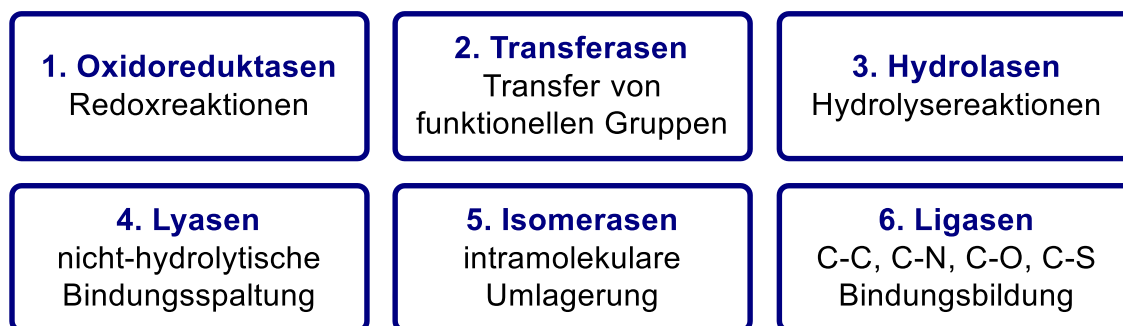 1. Oxidoreduktasen
Redoxreaktionen
2. Transferasen
Transfer von
funktionellen Gruppen
3. Hydrolasen
Hydrolysereaktionen
4. Lyasen
nicht-hydrolytische
Bindungsspaltung
5. Isomerasen
intramolekulare
Umlagerung
6. Ligasen
C-C, C-N, C-O, C-S
Bindungsbildung